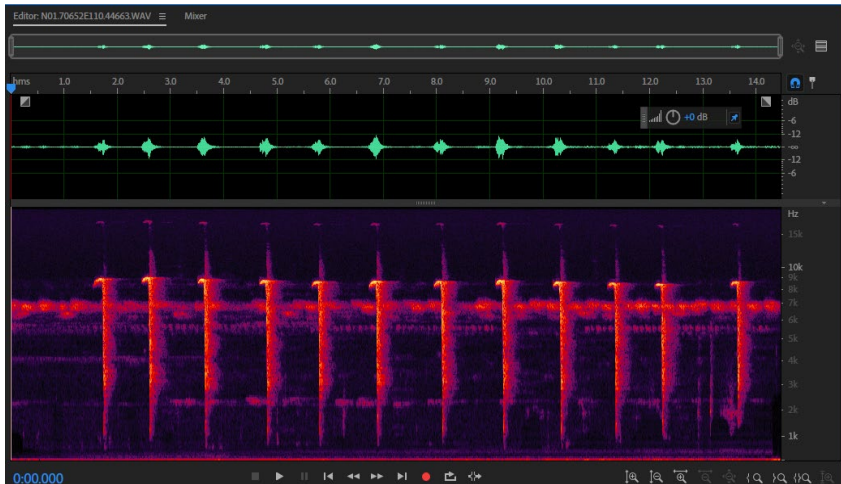 Editor: N01.70652E110.44663.WAV Mixer
hms 1.0 2.0 3.0 4.0 5.0 6.0 7.0 8.0 9.0 10.0 11.0 12.0 13.0 14.0
dB
+0 dB
-6
-12
-∞
-12
-6
Hz
15k
10k
9k
8k
7k
6k
5k
4k
3k
2k
1k
0:00.000